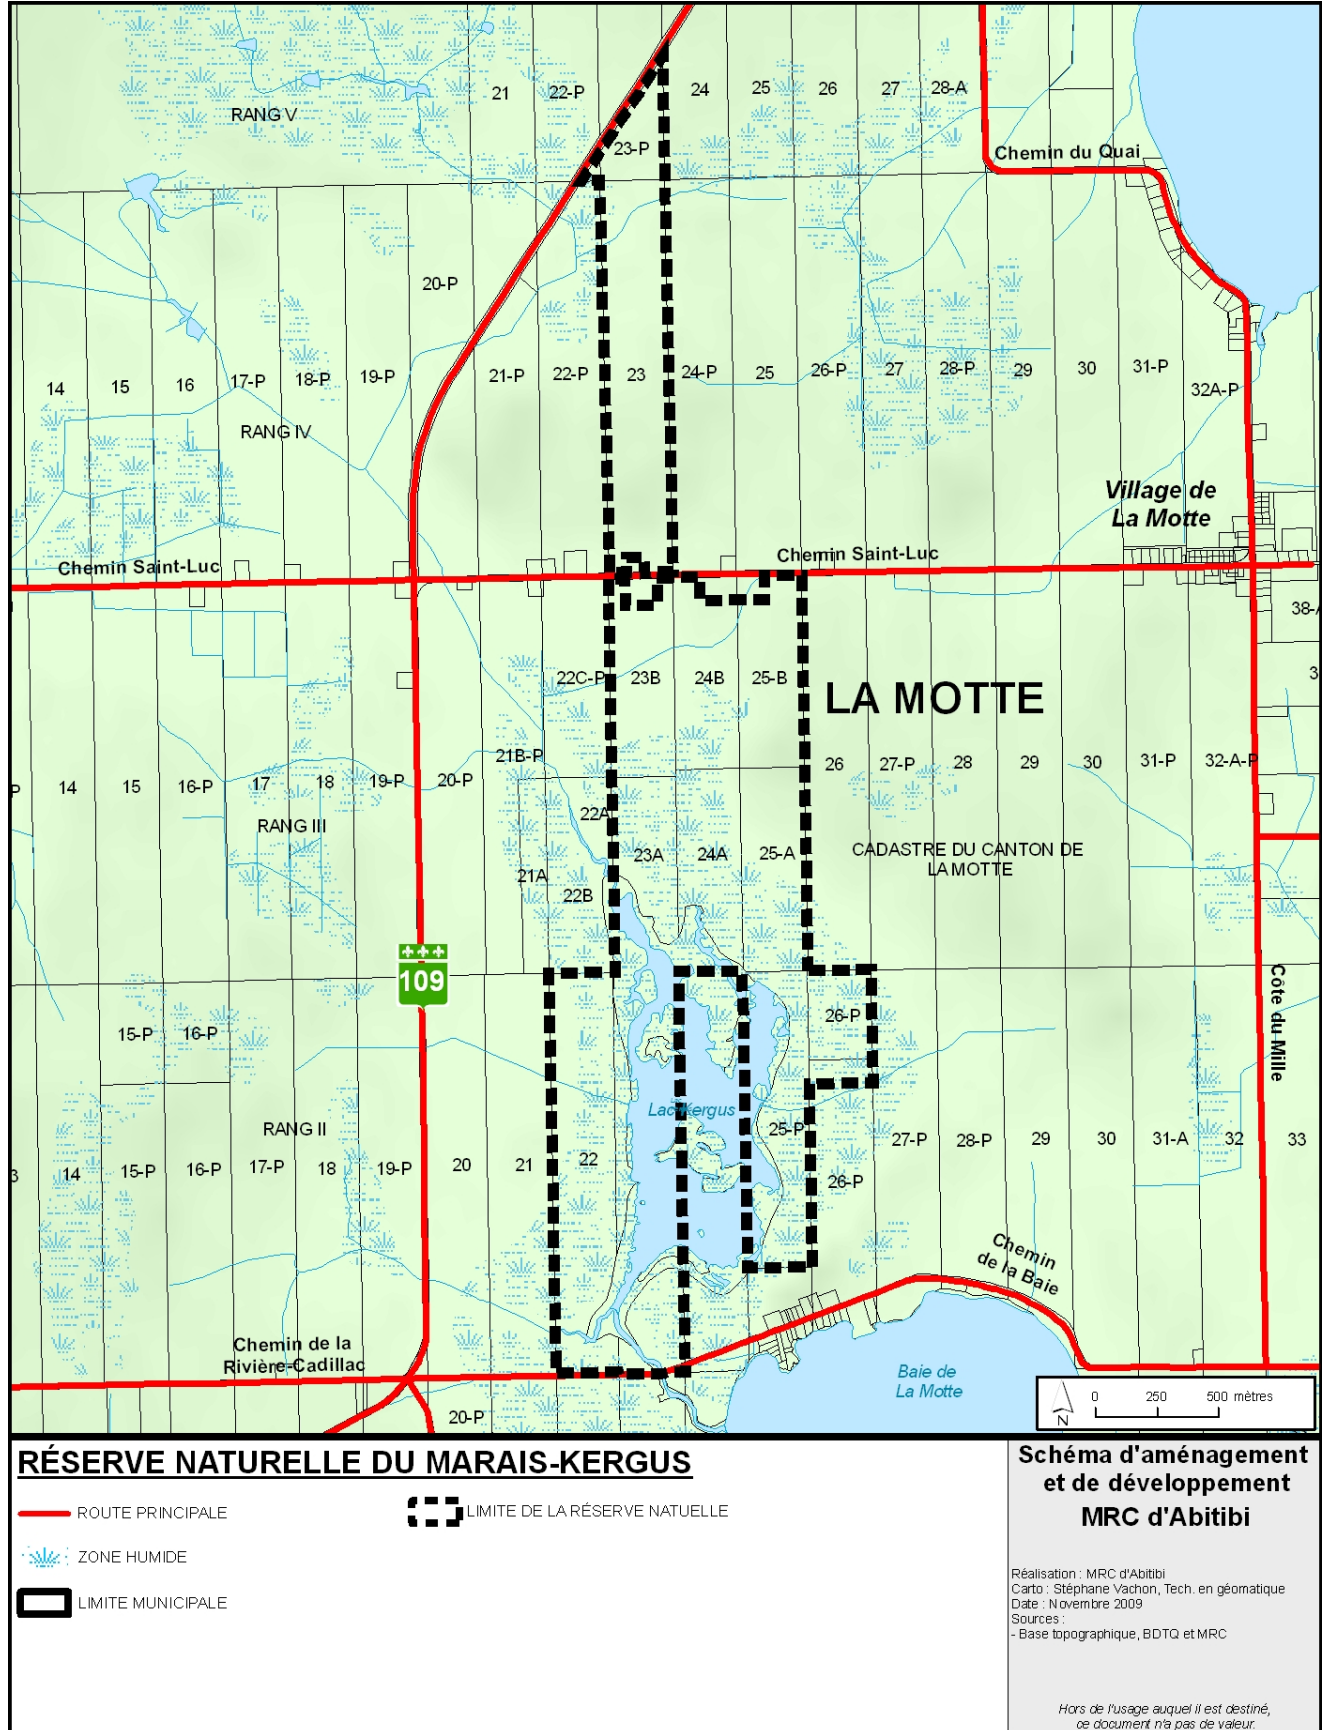 21 22-P 24 25 26 27 28-A
RANG V
23-P
Chemin du Quai
20-P
14 15 16 17-P 18-P 19-P 21-P 22-P 23 24-P 25 26-P 27 28-P 29 30 31-P
32A-P
RANG IV
Village de
La Motte
Chemin Saint-Luc
Chemin Saint-Luc
38-A
22C-P 23B 24B 25-B
3
LA MOTTE
21B-P
P 14 15 16-P 17 18 19-P 20-P 26 27-P 28 29 30 31-P 32-A-P
22A
RANG III
23A 24A 25-A
CADASTRE DU CANTON DE
LA MOTTE
21A
22B
109
Côte du Mille
15-P 16-P
26-P
Lac Kergus
RANG II
25-P
3 14 15-P 16-P 17-P 18 19-P 20 21 22
27-P 28-P 29 30 31-A 32 33
26-P
Chemin
de la Baie
Chemin de la
Rivière-Cadillac
Baie de
La Motte
20-P
N
0 250 500 mètres
RÉSERVE NATURELLE DU MARAIS-KERGUS
ROUTE PRINCIPALE
LIMITE DE LA RÉSERVE NATUELLE
ZONE HUMIDE
LIMITE MUNICIPALE
Schéma d'aménagement
et de développement
MRC d'Abitibi
Réalisation : MRC d'Abitibi
Carto : Stéphane Vachon, Tech. en géomatique
Date : Novembre 2009
Sources :
- Base topographique, BDTQ et MRC
Hors de l'usage auquel il est destiné,
ce document n'a pas de valeur.